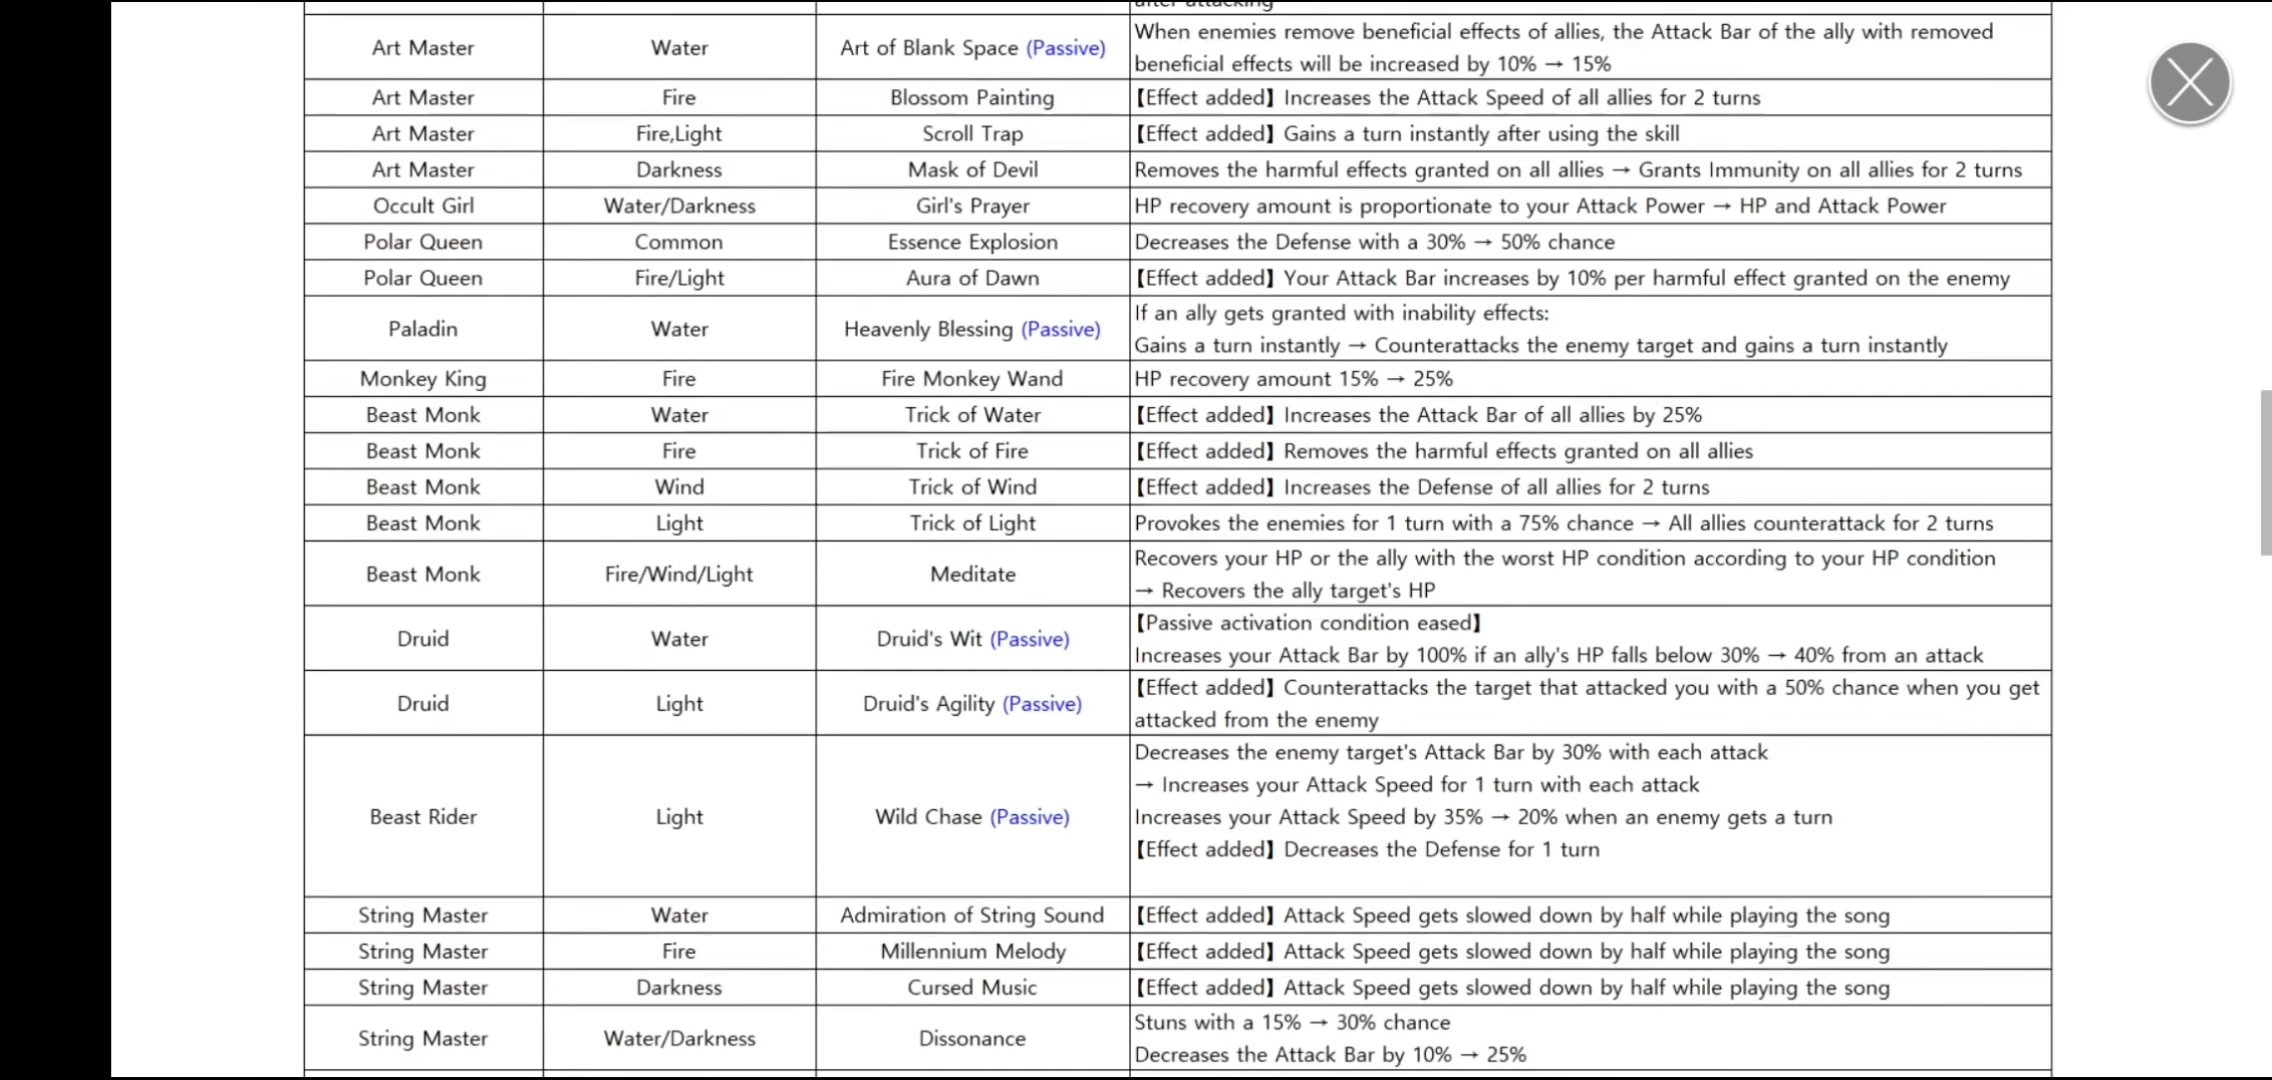 after attacking
Art Master Water Art of Blank Space (Passive) When enemies remove beneficial effects of allies, the Attack Bar of the ally with removed
beneficial effects will be increased by 10% → 15%
Art Master Fire Blossom Painting 【Effect added】 Increases the Attack Speed of all allies for 2 turns
Art Master Fire,Light Scroll Trap 【Effect added】 Gains a turn instantly after using the skill
Art Master Darkness Mask of Devil Removes the harmful effects granted on all allies → Grants Immunity on all allies for 2 turns
Occult Girl Water/Darkness Girl's Prayer HP recovery amount is proportionate to your Attack Power → HP and Attack Power
Polar Queen Common Essence Explosion Decreases the Defense with a 30% → 50% chance
Polar Queen Fire/Light Aura of Dawn 【Effect added】 Your Attack Bar increases by 10% per harmful effect granted on the enemy
Paladin Water Heavenly Blessing (Passive) If an ally gets granted with inability effects:
Gains a turn instantly → Counterattacks the enemy target and gains a turn instantly
Monkey King Fire Fire Monkey Wand HP recovery amount 15% → 25%
Beast Monk Water Trick of Water 【Effect added】 Increases the Attack Bar of all allies by 25%
Beast Monk Fire Trick of Fire 【Effect added】 Removes the harmful effects granted on all allies
Beast Monk Wind Trick of Wind 【Effect added】 Increases the Defense of all allies for 2 turns
Beast Monk Light Trick of Light Provokes the enemies for 1 turn with a 75% chance → All allies counterattack for 2 turns
Beast Monk Fire/Wind/Light Meditate Recovers your HP or the ally with the worst HP condition according to your HP condition
→ Recovers the ally target's HP
Druid Water Druid's Wit (Passive) 【Passive activation condition eased】
Increases your Attack Bar by 100% if an ally's HP falls below 30% → 40% from an attack
Druid Light Druid's Agility (Passive) 【Effect added】 Counterattacks the target that attacked you with a 50% chance when you get
attacked from the enemy
Beast Rider Light Wild Chase (Passive) Decreases the enemy target's Attack Bar by 30% with each attack
→ Increases your Attack Speed for 1 turn with each attack
Increases your Attack Speed by 35% → 20% when an enemy gets a turn
【Effect added】 Decreases the Defense for 1 turn
String Master Water Admiration of String Sound 【Effect added】 Attack Speed gets slowed down by half while playing the song
String Master Fire Millennium Melody 【Effect added】 Attack Speed gets slowed down by half while playing the song
String Master Darkness Cursed Music 【Effect added】 Attack Speed gets slowed down by half while playing the song
String Master Water/Darkness Dissonance Stuns with a 15% → 30% chance
Decreases the Attack Bar by 10% → 25%